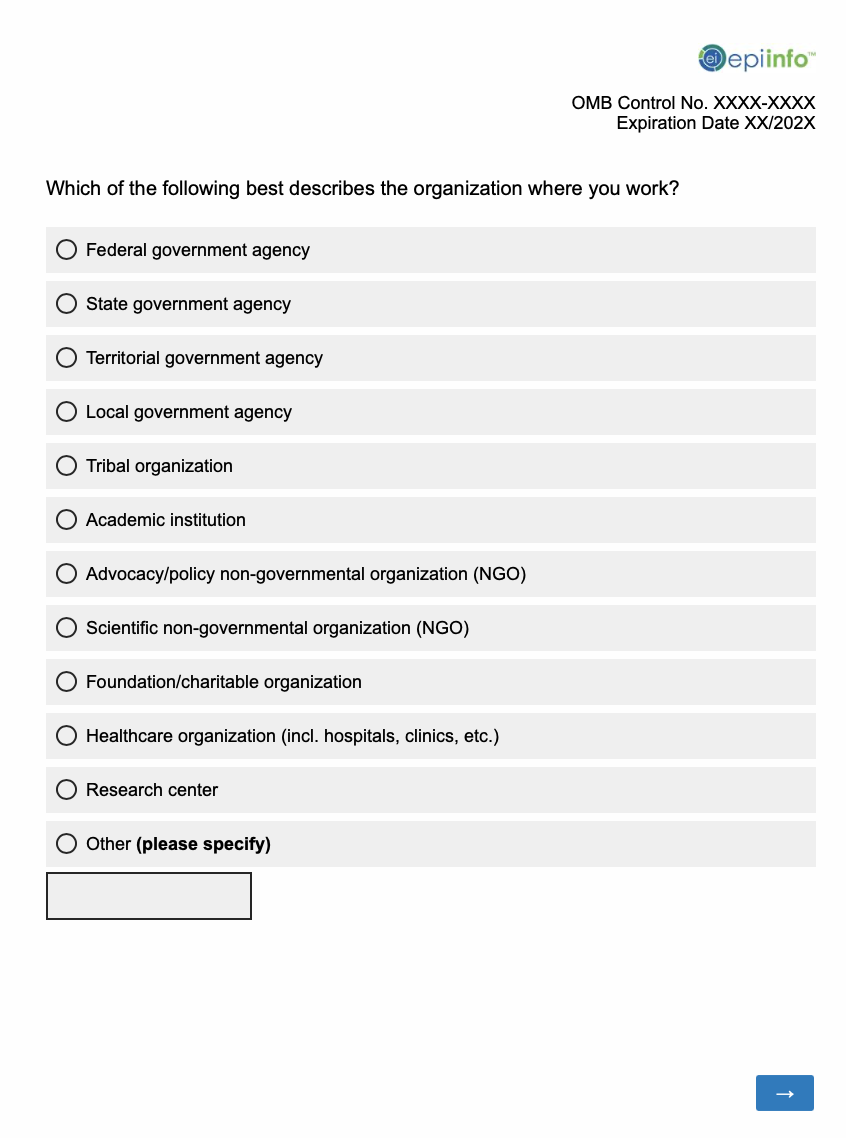 ei epiinfo™
OMB Control No. XXXX-XXXX
Expiration Date XX/202X
Which of the following best describes the organization where you work?
Federal government agency
State government agency
Territorial government agency
Local government agency
Tribal organization
Academic institution
Advocacy/policy non-governmental organization (NGO)
Scientific non-governmental organization (NGO)
Foundation/charitable organization
Healthcare organization (incl. hospitals, clinics, etc.)
Research center
Other (please specify)
→